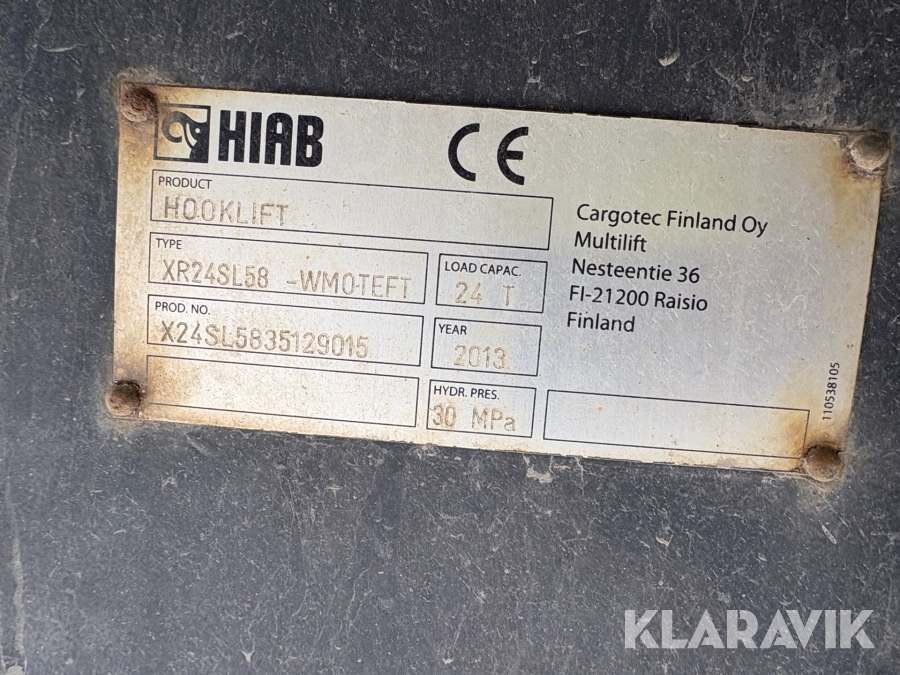 HIAB
CE
PRODUCT
HOOKLIFT
TYPE
XR24SL58 -WM0-TEFT
LOAD CAPAC.
24 T
PROD. NO.
X24SL5835129015
YEAR
2013
HYDR. PRES.
30 MPa
Cargotec Finland Oy
Multilift
Nesteentie 36
FI-21200 Raisio
Finland
110538105
KLARAVIK